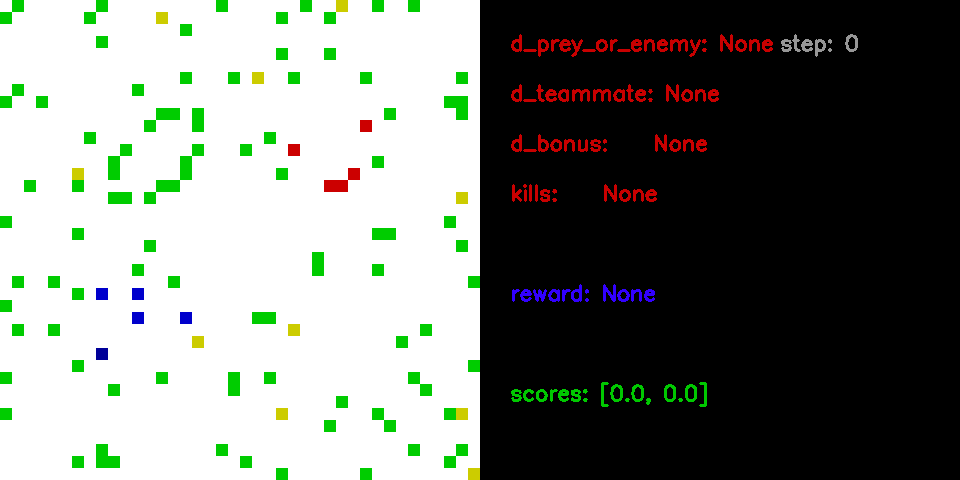 d_prey_or_enemy: None step: 0
d_teammate: None
d_bonus: None
kills: None
reward: None
scores: [0.0, 0.0]